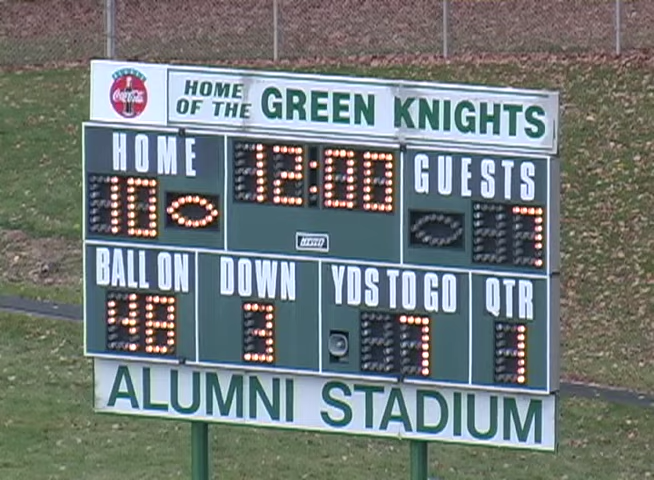 ALWAYS
Coca-Cola
HOME OF THE GREEN KNIGHTS
HOME 12:00 GUESTS
10 7
BALL ON DOWN YDS TO GO QTR
48 3 7 1
ALUMNI STADIUM